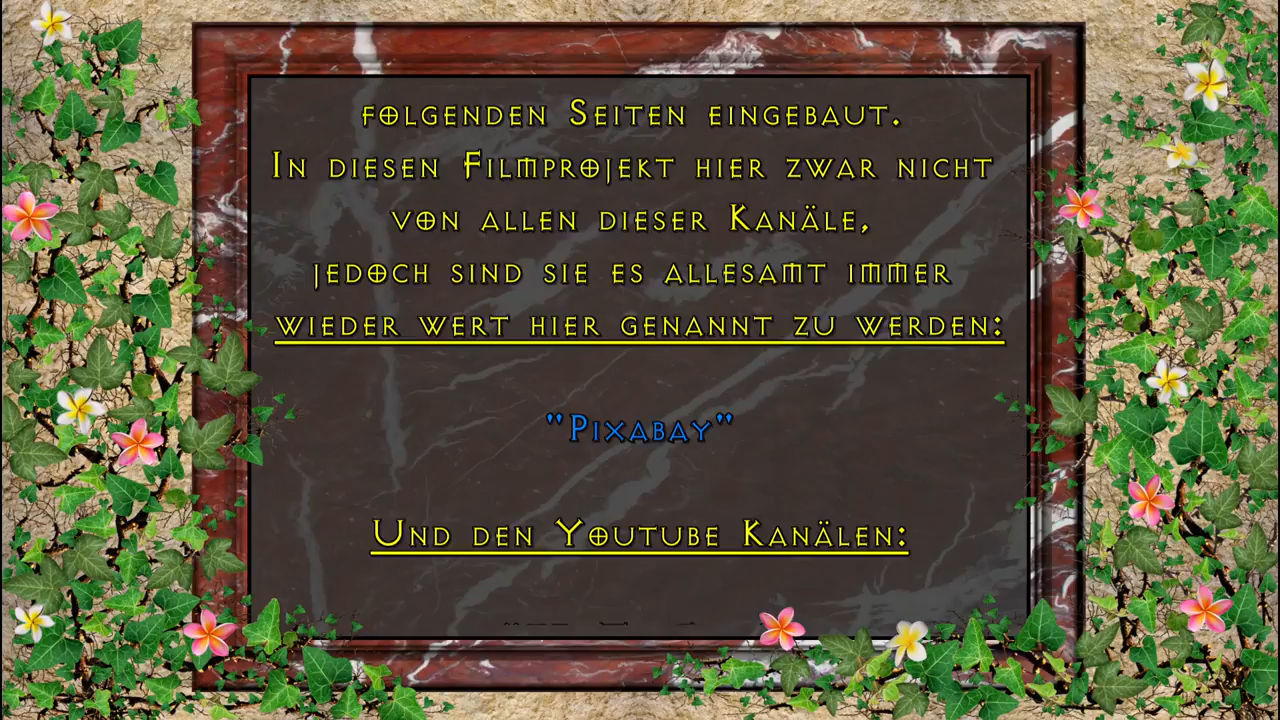 folgenden Seiten eingebaut.
In diesen Filmprojekt hier zwar nicht
von allen dieser Kanäle,
jedoch sind sie es allesamt immer
wieder wert hier genannt zu werden:
"Pixabay"
Und den Youtube Kanälen: